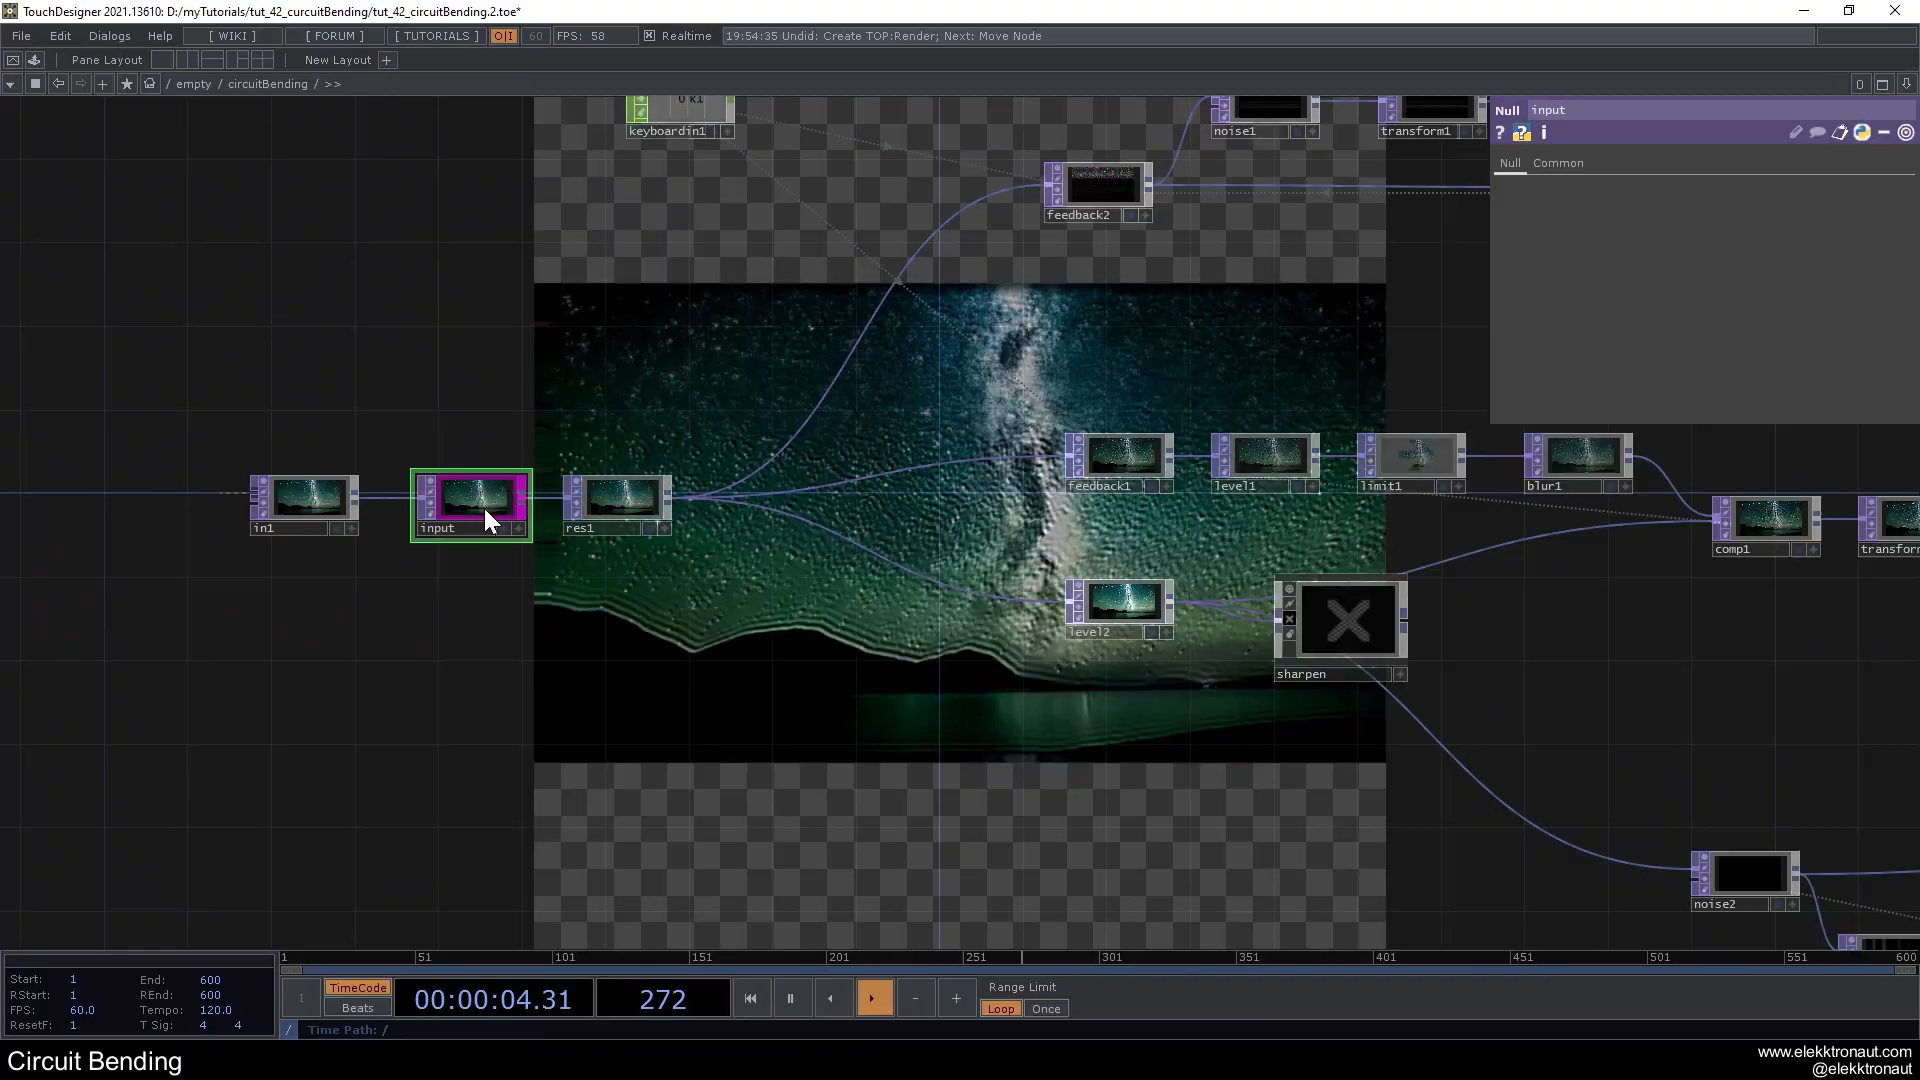 TouchDesigner 2021.13610: D:/myTutorials/tut_42_curcuitBending/tut_42_circuitBending.2.toe*
File Edit Dialogs Help [ WIKI ] [ FORUM ] [ TUTORIALS ] O|I 60 FPS: 58 Realtime 19:54:35 Undid: Create TOP:Render; Next: Move Node
Pane Layout New Layout +
/ empty / circuitBending / >> 0
keyboardin1
noise1
transform1
Null input
? ? i
Null Common
feedback2
feedback1
level1
limit1
blur1
in1
input
res1
comp1
transfor
level2
sharpen
noise2
1 51 101 151 201 251 301 351 401 451 501 551 600
Start: 1 End: 600
RStart: 1 REnd: 600
FPS: 60.0 Tempo: 120.0
ResetF: 1 T Sig: 4 4
TimeCode
Beats
00:00:04.31
272
- +
Range Limit
Loop Once
/ Time Path: /
Circuit Bending
www.elekktronaut.com
@elekktronaut